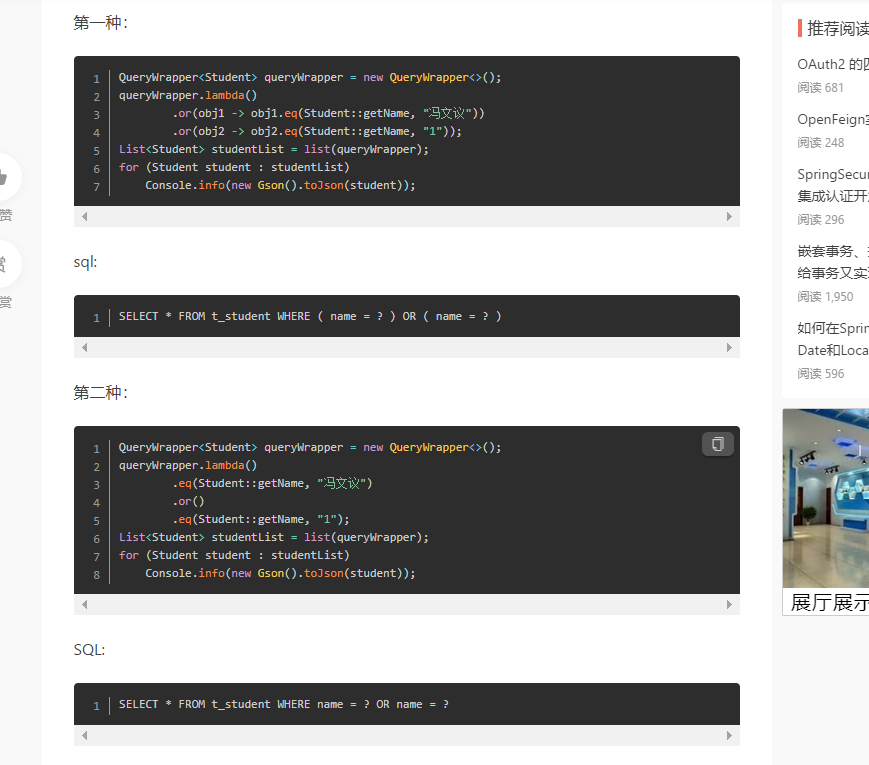 第一种：
1 QueryWrapper<Student> queryWrapper = new QueryWrapper<>();
2 queryWrapper.lambda()
3 .or(obj1 -> obj1.eq(Student::getName, "冯文议"))
4 .or(obj2 -> obj2.eq(Student::getName, "1"));
5 List<Student> studentList = list(queryWrapper);
6 for (Student student : studentList)
7 Console.info(new Gson().toJson(student));
sql:
1 SELECT * FROM t_student WHERE ( name = ? ) OR ( name = ? )
第二种：
1 QueryWrapper<Student> queryWrapper = new QueryWrapper<>();
2 queryWrapper.lambda()
3 .eq(Student::getName, "冯文议")
4 .or()
5 .eq(Student::getName, "1");
6 List<Student> studentList = list(queryWrapper);
7 for (Student student : studentList)
8 Console.info(new Gson().toJson(student));
SQL:
1 SELECT * FROM t_student WHERE name = ? OR name = ?
赞
赏
赏
推荐阅读
OAuth2 的
阅读 681
OpenFeign
阅读 248
SpringSecur
集成认证开
阅读 296
嵌套事务、
给事务又实
阅读 1,950
如何在Sprin
Date和Loca
阅读 596
展厅展示